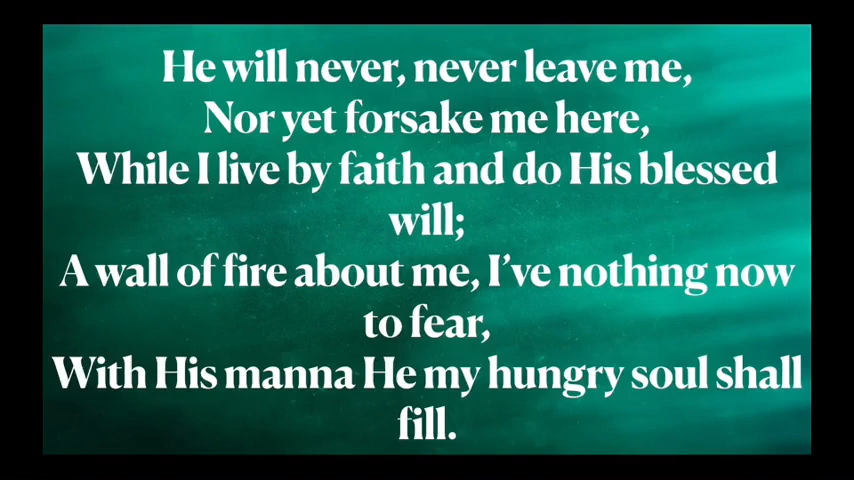 He will never, never leave me,
Nor yet forsake me here,
While I live by faith and do His blessed
will;
A wall of fire about me, I’ve nothing now
to fear,
With His manna He my hungry soul shall
fill.